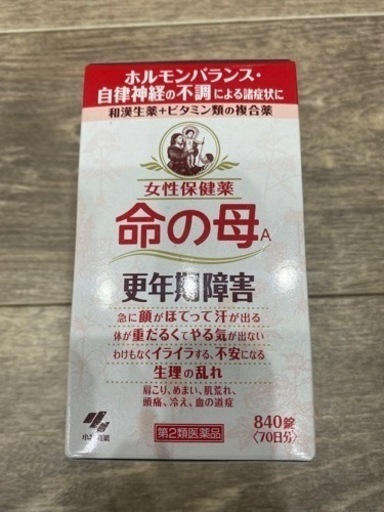 ホルモンバランス・
自律神経の不調による諸症状に
和漢生薬+ビタミン類の複合薬
女性保健薬
命の母A
更年期障害
急に顔がほてって汗が出る
体が重だるくてやる気が出ない
わけもなくイライラする、不安になる
生理の乱れ
肩こり、めまい、肌荒れ、
頭痛、冷え、血の道症
第2類医薬品
840錠
〈70日分〉